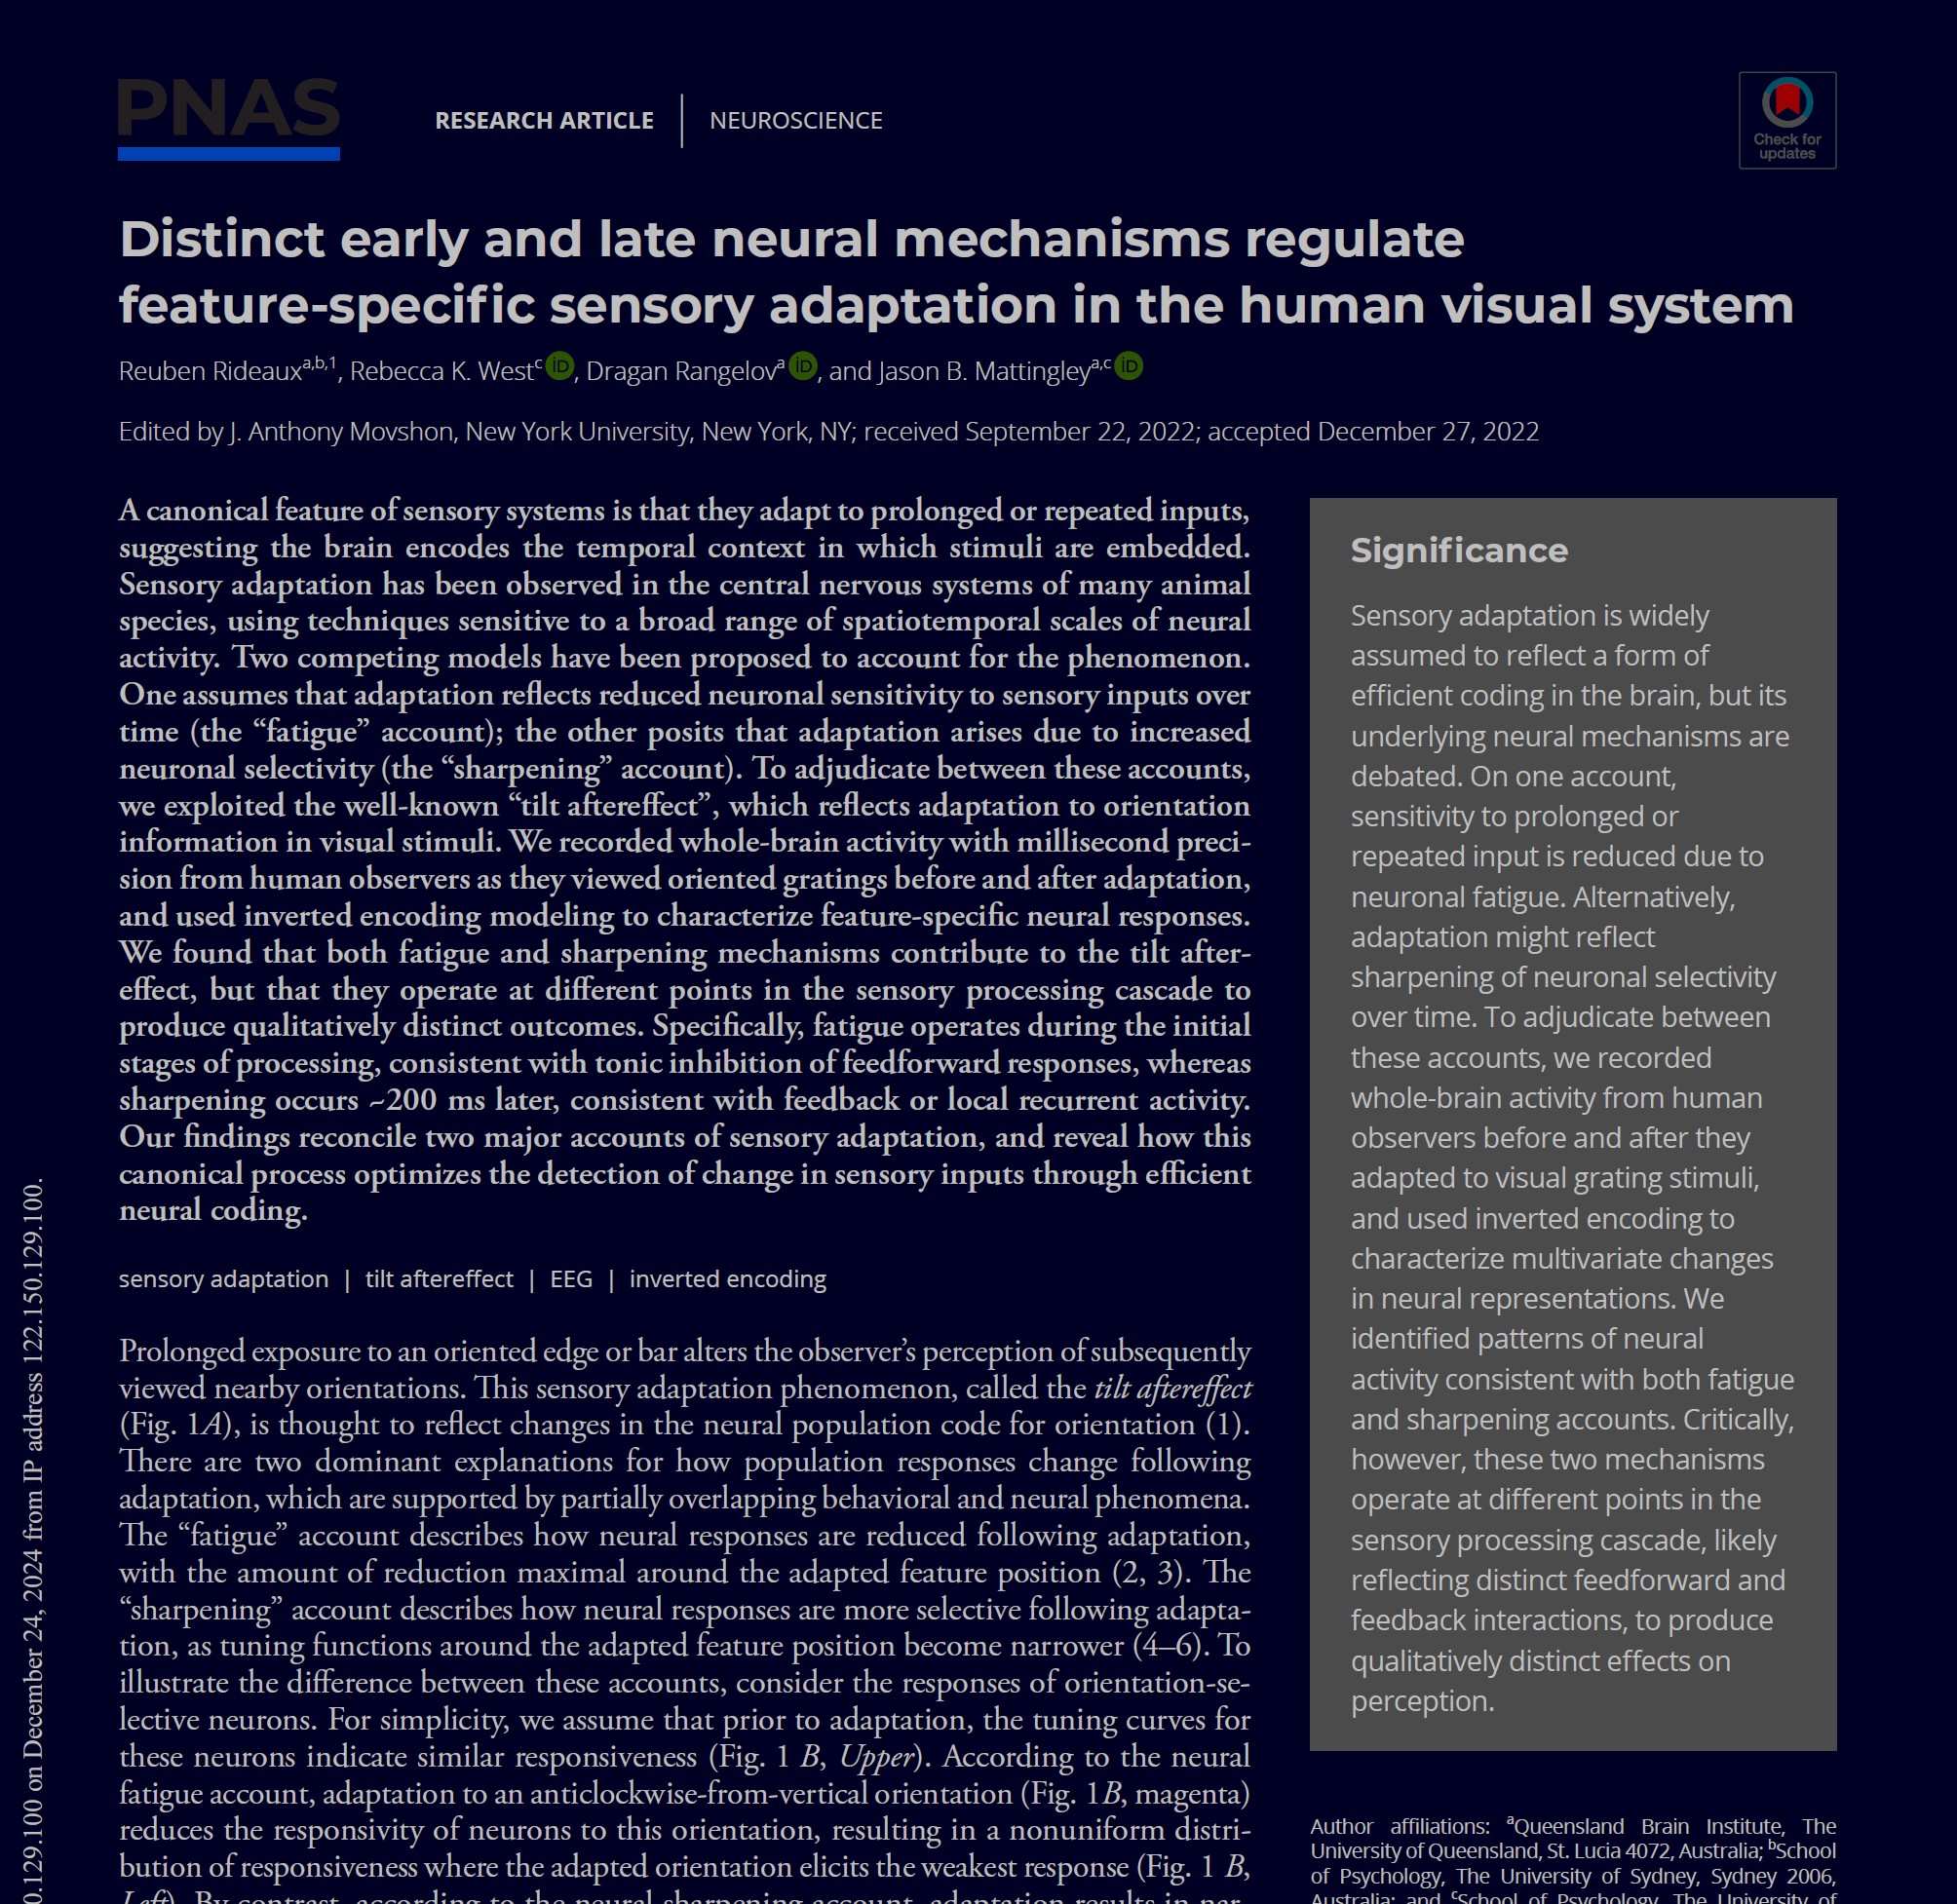 PNAS
RESEARCH ARTICLE | NEUROSCIENCE
Check for
updates
Distinct early and late neural mechanisms regulate
feature-specific sensory adaptation in the human visual system
Reuben Rideauxa,b,1, Rebecca K. Westc iD, Dragan Rangelova iD, and Jason B. Mattingleya,c iD
Edited by J. Anthony Movshon, New York University, New York, NY; received September 22, 2022; accepted December 27, 2022
A canonical feature of sensory systems is that they adapt to prolonged or repeated inputs,
suggesting the brain encodes the temporal context in which stimuli are embedded.
Sensory adaptation has been observed in the central nervous systems of many animal
species, using techniques sensitive to a broad range of spatiotemporal scales of neural
activity. Two competing models have been proposed to account for the phenomenon.
One assumes that adaptation reflects reduced neuronal sensitivity to sensory inputs over
time (the “fatigue” account); the other posits that adaptation arises due to increased
neuronal selectivity (the “sharpening” account). To adjudicate between these accounts,
we exploited the well-known “tilt aftereffect”, which reflects adaptation to orientation
information in visual stimuli. We recorded whole-brain activity with millisecond preci-
sion from human observers as they viewed oriented gratings before and after adaptation,
and used inverted encoding modeling to characterize feature-specific neural responses.
We found that both fatigue and sharpening mechanisms contribute to the tilt after-
effect, but that they operate at different points in the sensory processing cascade to
produce qualitatively distinct outcomes. Specifically, fatigue operates during the initial
stages of processing, consistent with tonic inhibition of feedforward responses, whereas
sharpening occurs ~200 ms later, consistent with feedback or local recurrent activity.
Our findings reconcile two major accounts of sensory adaptation, and reveal how this
canonical process optimizes the detection of change in sensory inputs through efficient
neural coding.
sensory adaptation | tilt aftereffect | EEG | inverted encoding
Prolonged exposure to an oriented edge or bar alters the observer’s perception of subsequently
viewed nearby orientations. This sensory adaptation phenomenon, called the tilt aftereffect
(Fig. 1A), is thought to reflect changes in the neural population code for orientation (1).
There are two dominant explanations for how population responses change following
adaptation, which are supported by partially overlapping behavioral and neural phenomena.
The “fatigue” account describes how neural responses are reduced following adaptation,
with the amount of reduction maximal around the adapted feature position (2, 3). The
“sharpening” account describes how neural responses are more selective following adapta-
tion, as tuning functions around the adapted feature position become narrower (4–6). To
illustrate the difference between these accounts, consider the responses of orientation-se-
lective neurons. For simplicity, we assume that prior to adaptation, the tuning curves for
these neurons indicate similar responsiveness (Fig. 1 B, Upper). According to the neural
fatigue account, adaptation to an anticlockwise-from-vertical orientation (Fig. 1B, magenta)
reduces the responsivity of neurons to this orientation, resulting in a nonuniform distri-
bution of responsiveness where the adapted orientation elicits the weakest response (Fig. 1 B,
Left). By contrast, according to the neural sharpening account, adaptation results in nar-
Significance
Sensory adaptation is widely
assumed to reflect a form of
efficient coding in the brain, but its
underlying neural mechanisms are
debated. On one account,
sensitivity to prolonged or
repeated input is reduced due to
neuronal fatigue. Alternatively,
adaptation might reflect
sharpening of neuronal selectivity
over time. To adjudicate between
these accounts, we recorded
whole-brain activity from human
observers before and after they
adapted to visual grating stimuli,
and used inverted encoding to
characterize multivariate changes
in neural representations. We
identified patterns of neural
activity consistent with both fatigue
and sharpening accounts. Critically,
however, these two mechanisms
operate at different points in the
sensory processing cascade, likely
reflecting distinct feedforward and
feedback interactions, to produce
qualitatively distinct effects on
perception.
Author affiliations: aQueensland Brain Institute, The
University of Queensland, St. Lucia 4072, Australia; bSchool
of Psychology, The University of Sydney, Sydney 2006,
Australia; and cSchool of Psychology, The University of
0.129.100 on December 24, 2024 from IP address 122.150.129.100.